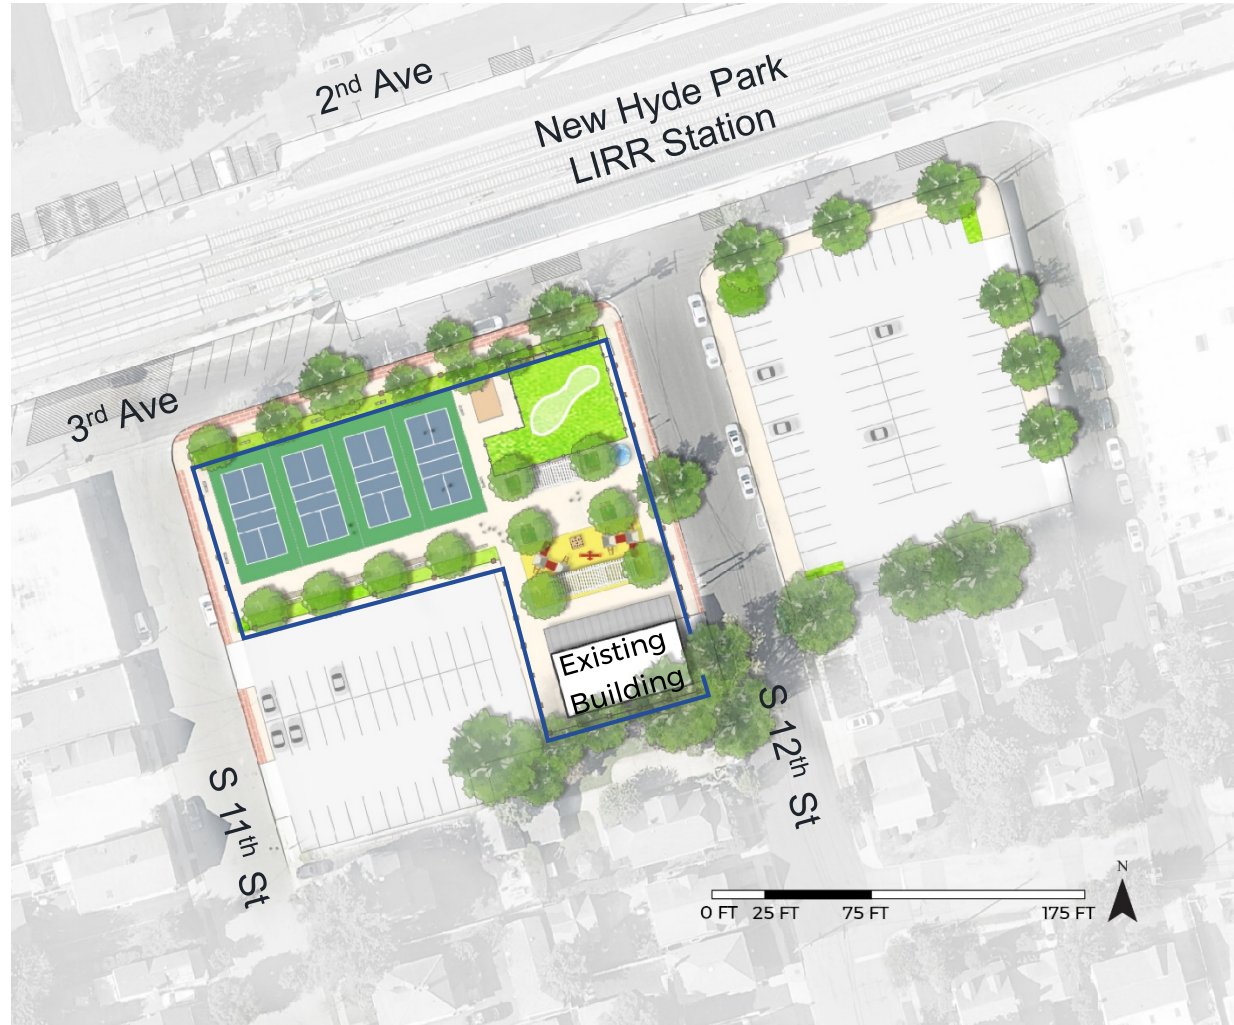 2nd Ave
New Hyde Park
LIRR Station
3rd Ave
Existing
Building
S 11th St
S 12th St
N
0 FT 25 FT 75 FT 175 FT